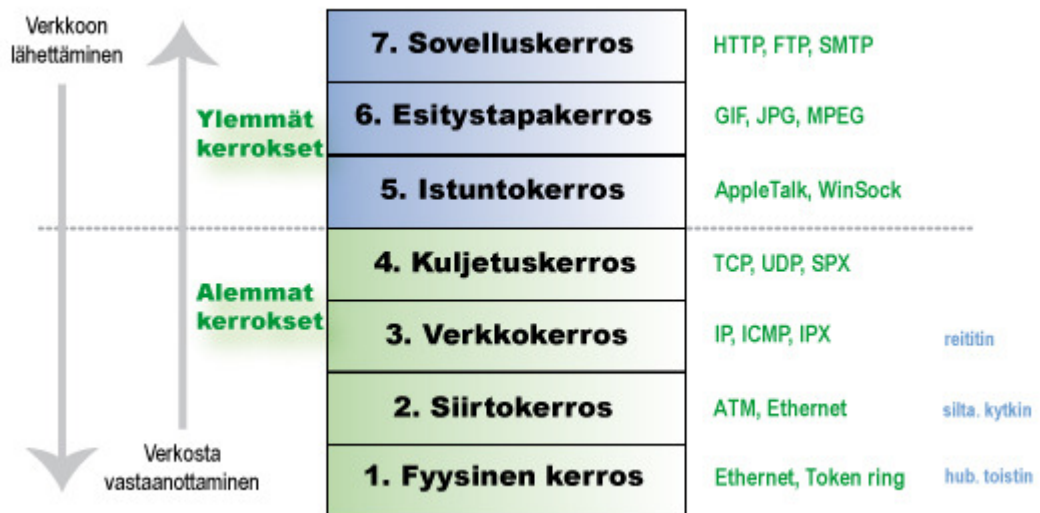 Verkkoon
lähettäminen
7. Sovelluskerros
HTTP, FTP, SMTP
Ylemmät
kerrokset
6. Esitystapakerros
GIF, JPG, MPEG
5. Istuntokerros
AppleTalk, WinSock
4. Kuljetuskerros
TCP, UDP, SPX
Alemmat
kerrokset
3. Verkkokerros
IP, ICMP, IPX
reititin
2. Siirtokerros
ATM, Ethernet
silta. kytkin
Verkosta
vastaanottaminen
1. Fyysinen kerros
Ethernet, Token ring
hub. toistin